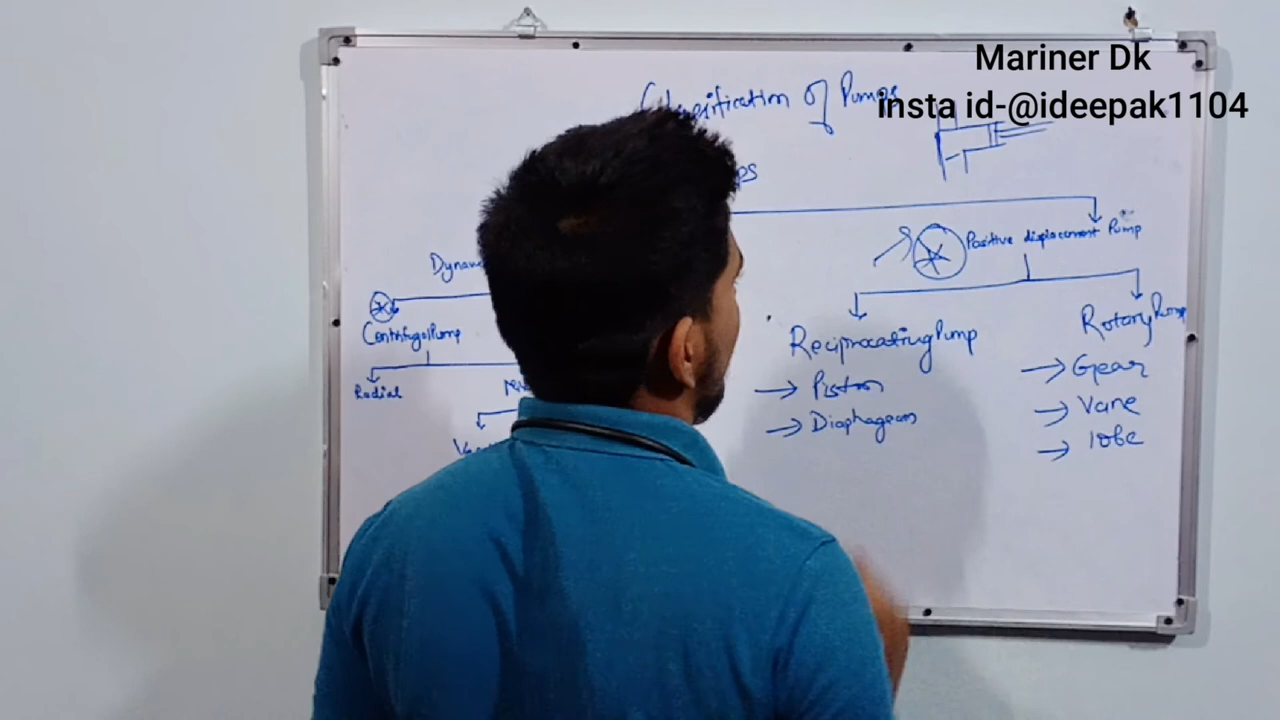 Mariner Dk
insta id-@ideepak1104
Classification of Pumps
Positive displacement Pump
Centrifugal Pump
Radial
Reciprocating Pump
→ Piston
→ Diaphagram
Rotary Pump
→ Gear
→ Vane
→ lobe